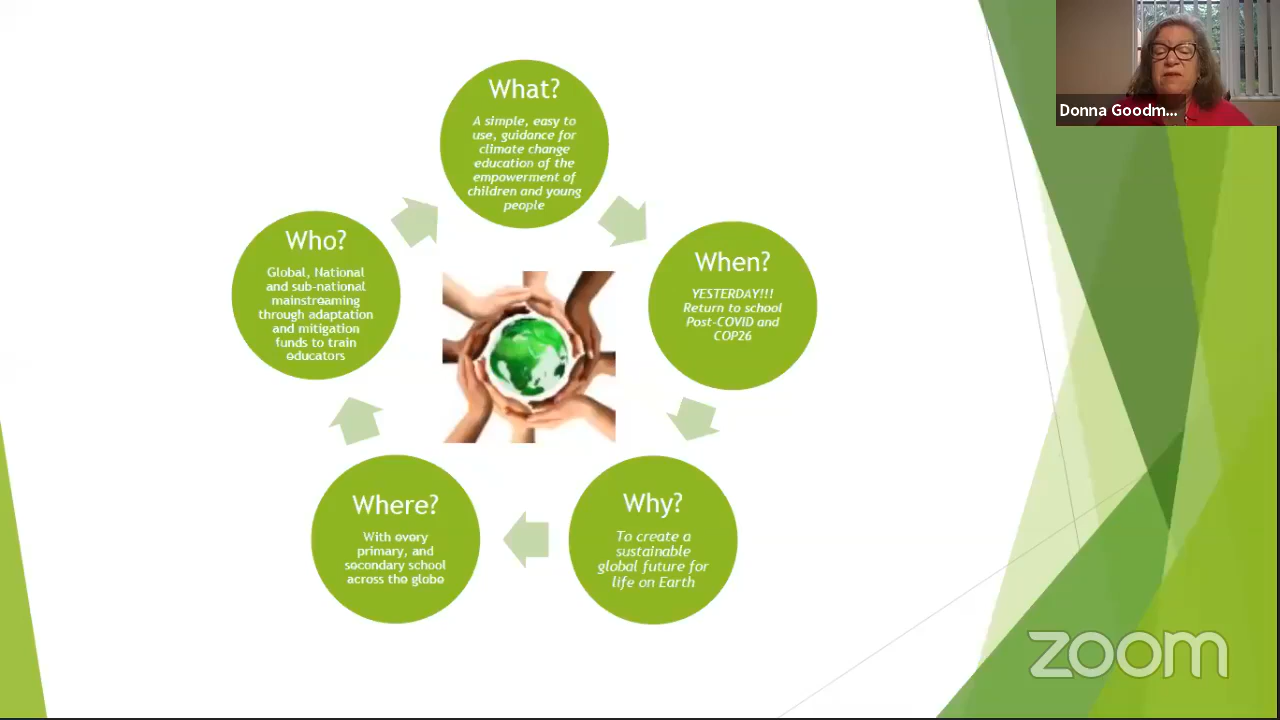 What?
A simple, easy to
use, guidance for
climate change
education of the
empowerment of
children and young
people
When?
YESTERDAY!!!
Return to school
Post-COVID and
COP26
Why?
To create a
sustainable
global future for
life on Earth
Where?
With every
primary, and
secondary school
across the globe
Who?
Global, National
and sub-national
mainstreaming
through adaptation
and mitigation
funds to train
educators
Donna Goodm...
zoom